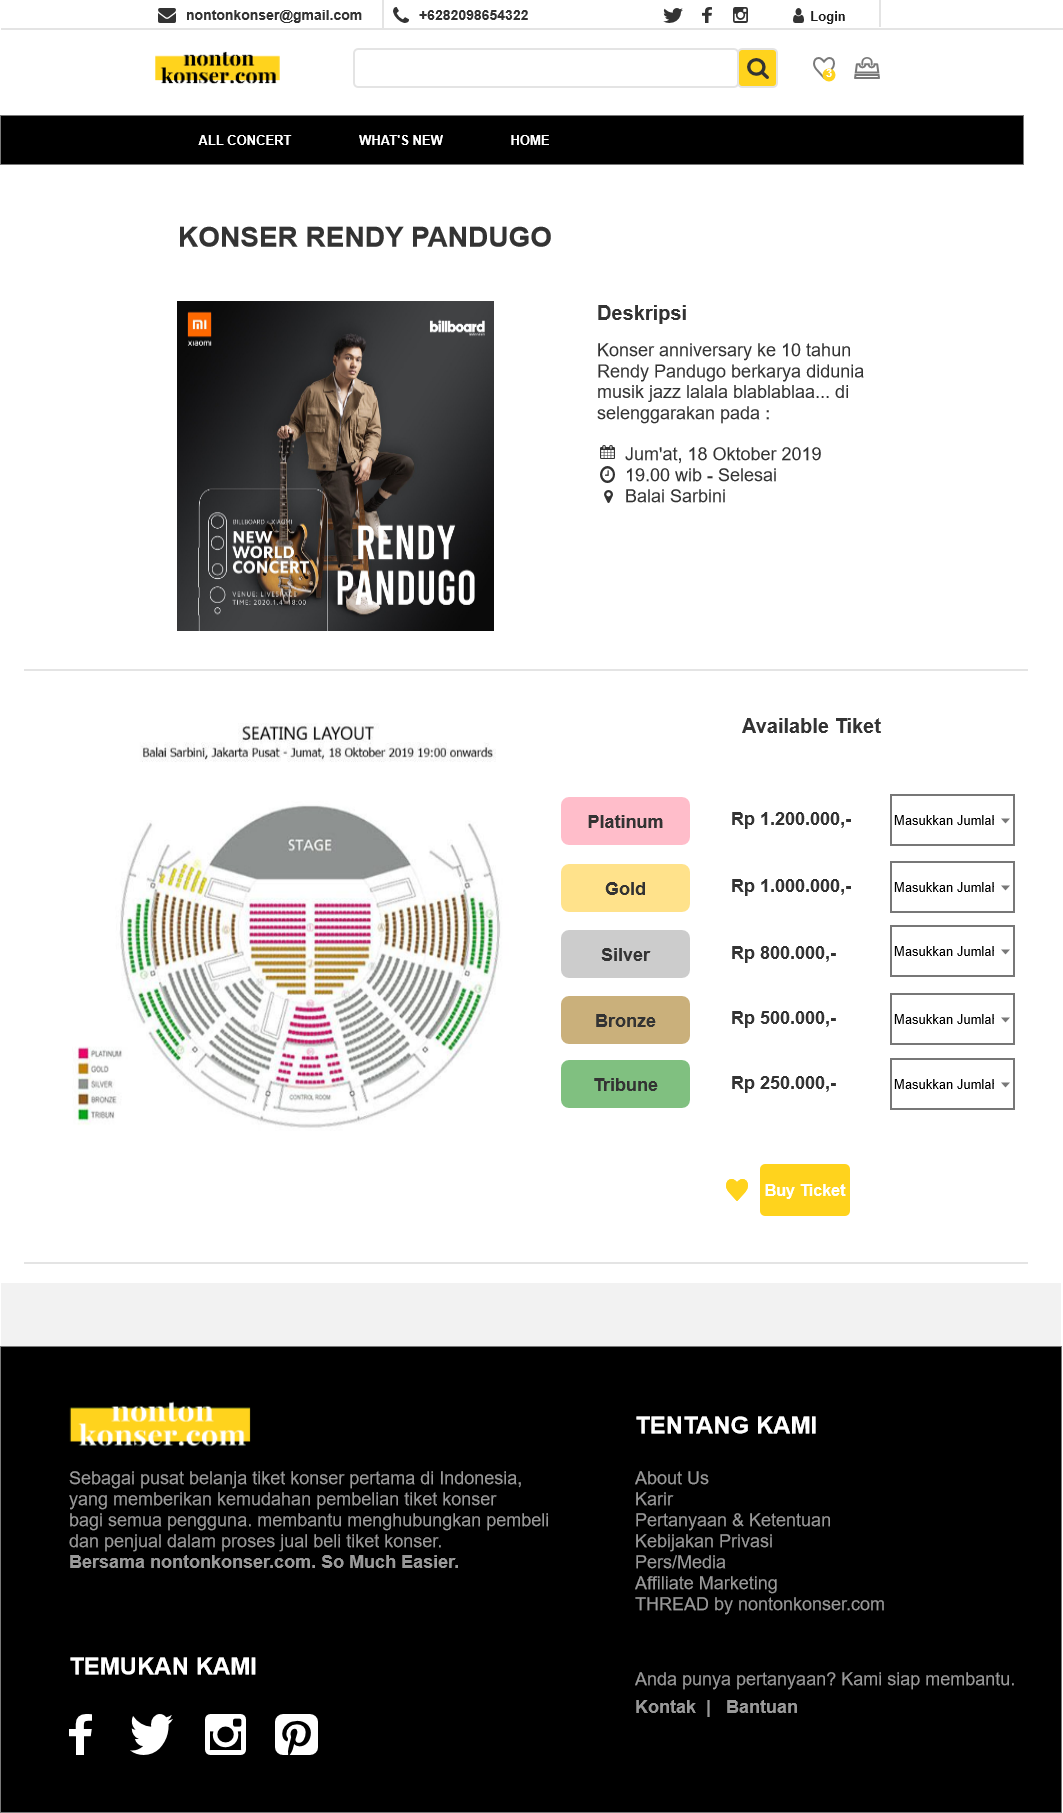 nontonkonser@gmail.com
+6282098654322
Login
nonton
konser.com
3
ALL CONCERT
WHAT'S NEW
HOME
KONSER RENDY PANDUGO
mi
XIAOMI
billboard
BILLBOARD × XIAOMI
NEW
WORLD
CONCERT
VENUE: LIVESPACE
TIME: 2020.1.4 18:00
RENDY
PANDUGO
Deskripsi
Konser anniversary ke 10 tahun
Rendy Pandugo berkarya didunia
musik jazz lalala blablablaa... di
selenggarakan pada :
Jum'at, 18 Oktober 2019
19.00 wib - Selesai
Balai Sarbini
SEATING LAYOUT
Balai Sarbini, Jakarta Pusat - Jumat, 18 Oktober 2019 19:00 onwards
STAGE
CONTROL ROOM
PLATINUM
GOLD
SILVER
BRONZE
TRIBUN
Available Tiket
Platinum
Rp 1.200.000,-
Masukkan Jumlal
Gold
Rp 1.000.000,-
Masukkan Jumlal
Silver
Rp 800.000,-
Masukkan Jumlal
Bronze
Rp 500.000,-
Masukkan Jumlal
Tribune
Rp 250.000,-
Masukkan Jumlal
Buy Ticket
nonton
konser.com
Sebagai pusat belanja tiket konser pertama di Indonesia,
yang memberikan kemudahan pembelian tiket konser
bagi semua pengguna. membantu menghubungkan pembeli
dan penjual dalam proses jual beli tiket konser.
Bersama nontonkonser.com. So Much Easier.
TEMUKAN KAMI
TENTANG KAMI
About Us
Karir
Pertanyaan & Ketentuan
Kebijakan Privasi
Pers/Media
Affiliate Marketing
THREAD by nontonkonser.com
Anda punya pertanyaan? Kami siap membantu.
Kontak | Bantuan